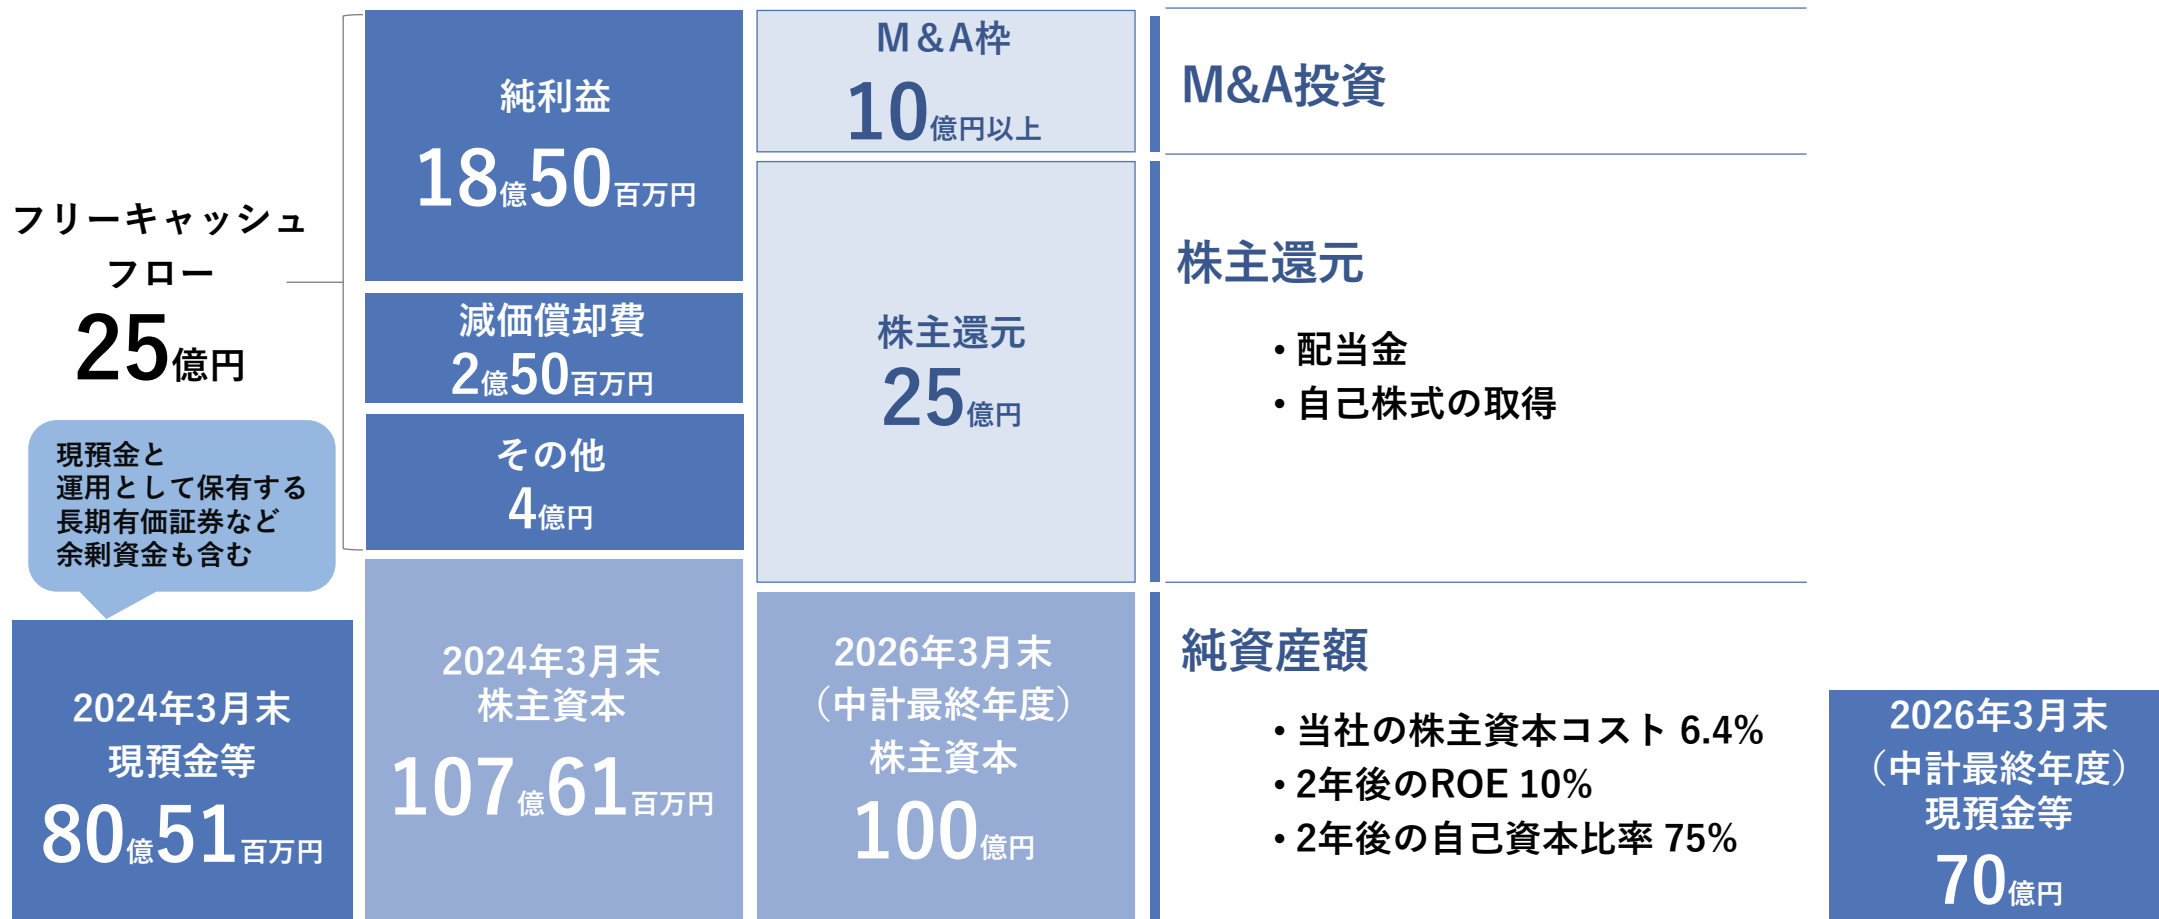 フリーキャッシュ
フロー
25億円
現預金と
運用として保有する
長期有価証券など
余剰資金も含む
2024年3月末
現預金等
80億51百万円
純利益
18億50百万円
減価償却費
2億50百万円
その他
4億円
2024年3月末
株主資本
107億61百万円
M&A枠
10億円以上
株主還元
25億円
2026年3月末
（中計最終年度）
株主資本
100億円
M&A投資
株主還元
・配当金
・自己株式の取得
純資産額
・当社の株主資本コスト 6.4%
・2年後のROE 10%
・2年後の自己資本比率 75%
2026年3月末
（中計最終年度）
現預金等
70億円